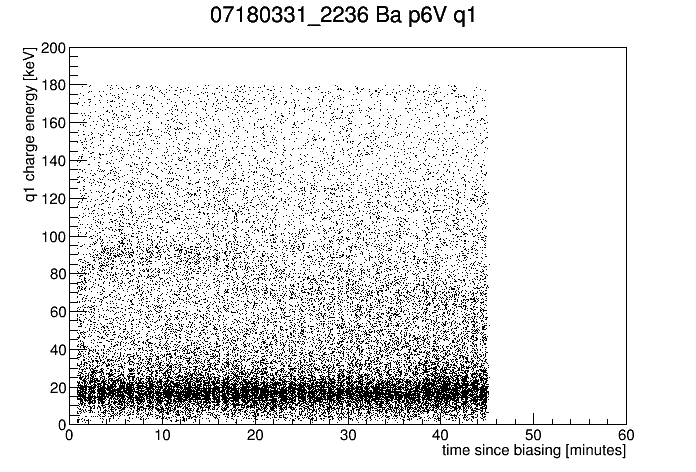 07180331_2236 Ba p6V q1
q1 charge energy [keV]
200
180
160
140
120
100
80
60
40
20
0
0 10 20 30 40 50 60
time since biasing [minutes]